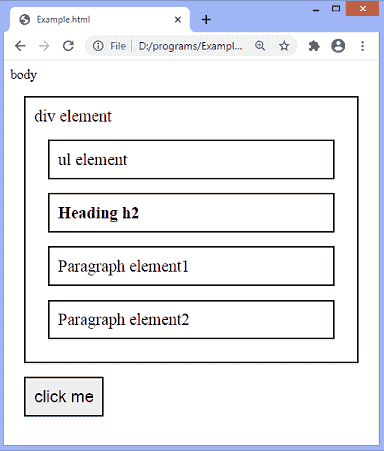 Example.html
File D:/programs/Exampl...
body
div element
ul element
Heading h2
Paragraph element1
Paragraph element2
click me